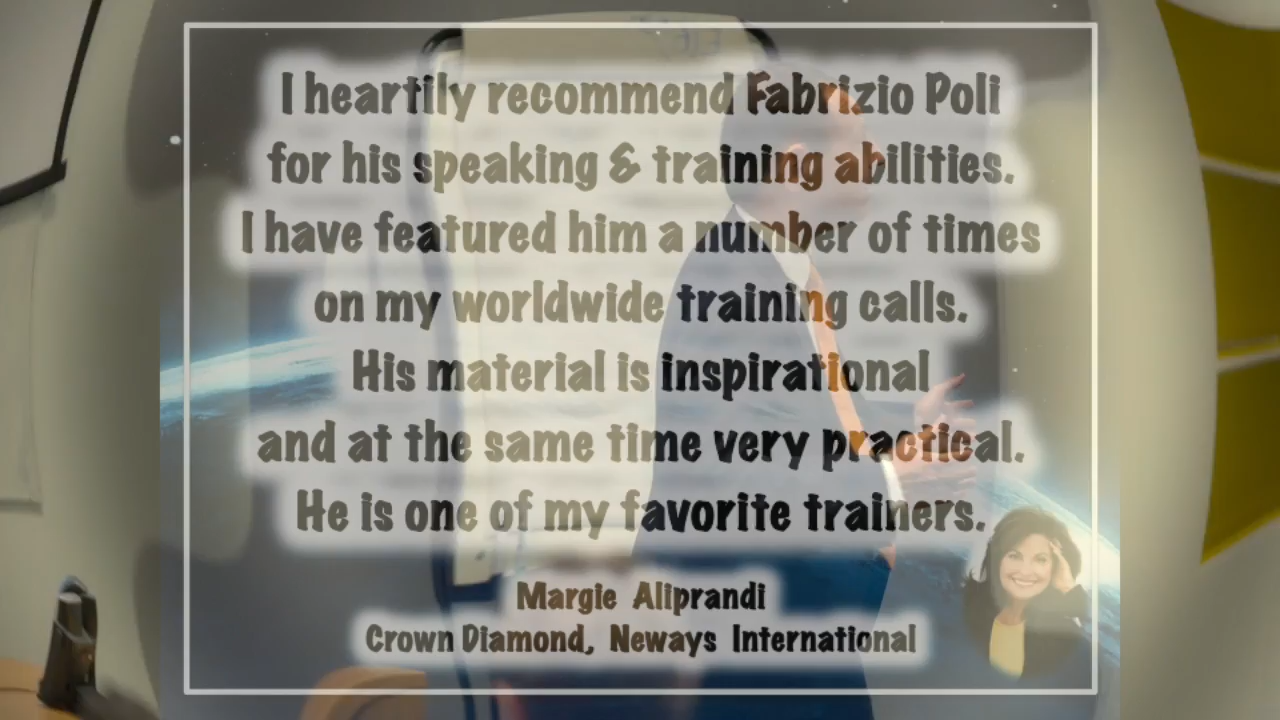 I heartily recommend Fabrizio Poli
for his speaking & training abilities.
I have featured him a number of times
on my worldwide training calls.
His material is inspirational
and at the same time very practical.
He is one of my favorite trainers.
Margie Aliprandi
Crown Diamond, Neways International